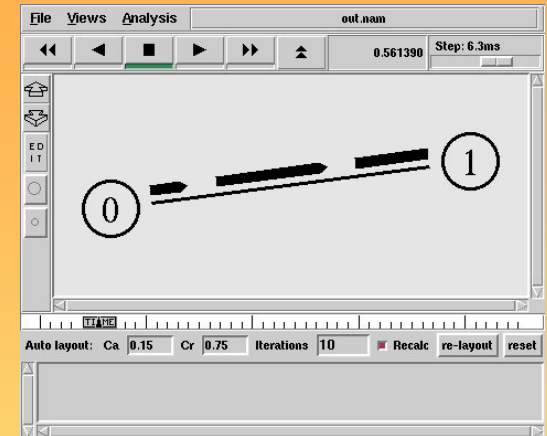 File Views Analysis out.nam
0.561390 Step: 6.3ms
ED
IT
0
1
TIME
Auto layout: Ca 0.15 Cr 0.75 Iterations 10 Recalc re-layout reset